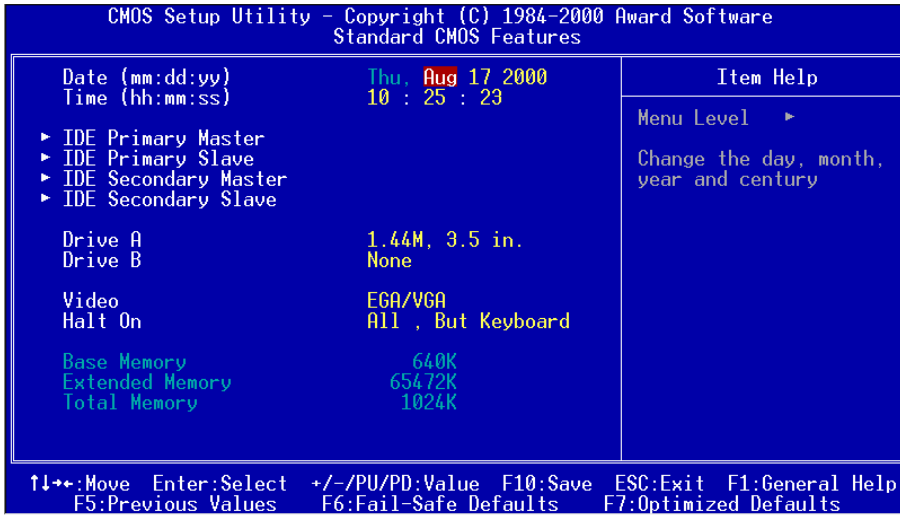 CMOS Setup Utility – Copyright (C) 1984-2000 Award Software
Standard CMOS Features
Date (mm:dd:yy) Thu, Aug 17 2000
Time (hh:mm:ss) 10 : 25 : 23
► IDE Primary Master
► IDE Primary Slave
► IDE Secondary Master
► IDE Secondary Slave
Drive A 1.44M, 3.5 in.
Drive B None
Video EGA/VGA
Halt On All , But Keyboard
Base Memory 640K
Extended Memory 65472K
Total Memory 1024K
Item Help
Menu Level ►
Change the day, month,
year and century
↑↓→←:Move Enter:Select +/-/PU/PD:Value F10:Save ESC:Exit F1:General Help
F5:Previous Values F6:Fail-Safe Defaults F7:Optimized Defaults